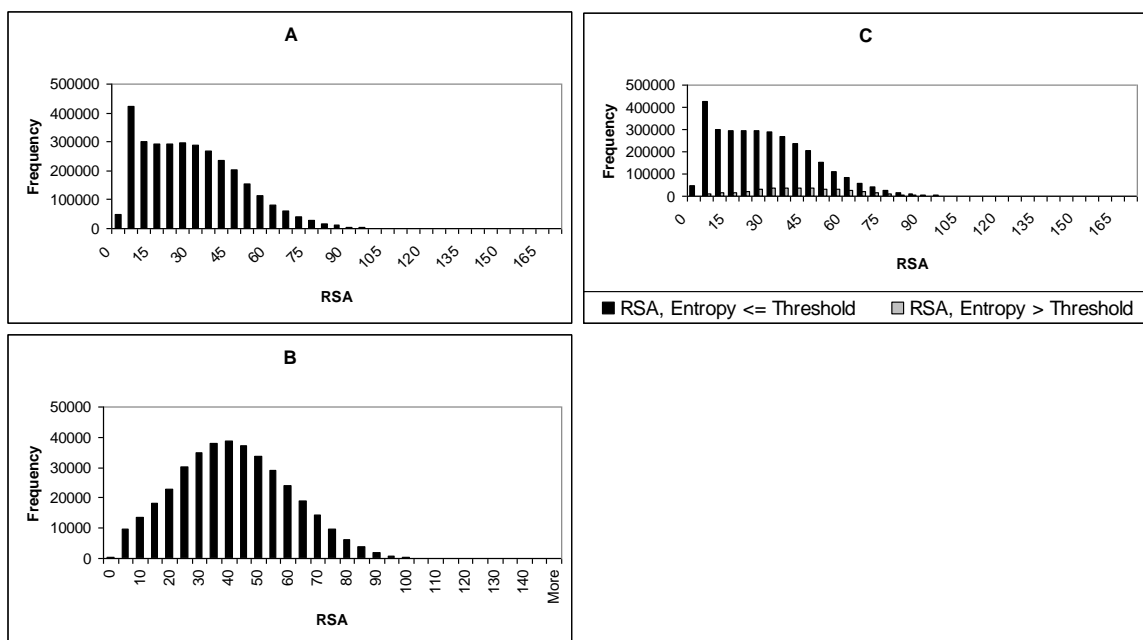 A
500000
400000
300000
200000
100000
0
Frequency
0 15 30 45 60 75 90 105 120 135 150 165
RSA
C
500000
400000
300000
200000
100000
0
Frequency
0 15 30 45 60 75 90 105 120 135 150 165
RSA
RSA, Entropy <= Threshold RSA, Entropy > Threshold
B
50000
40000
30000
20000
10000
0
Frequency
0 10 20 30 40 50 60 70 80 90 100 110 120 130 140 More
RSA